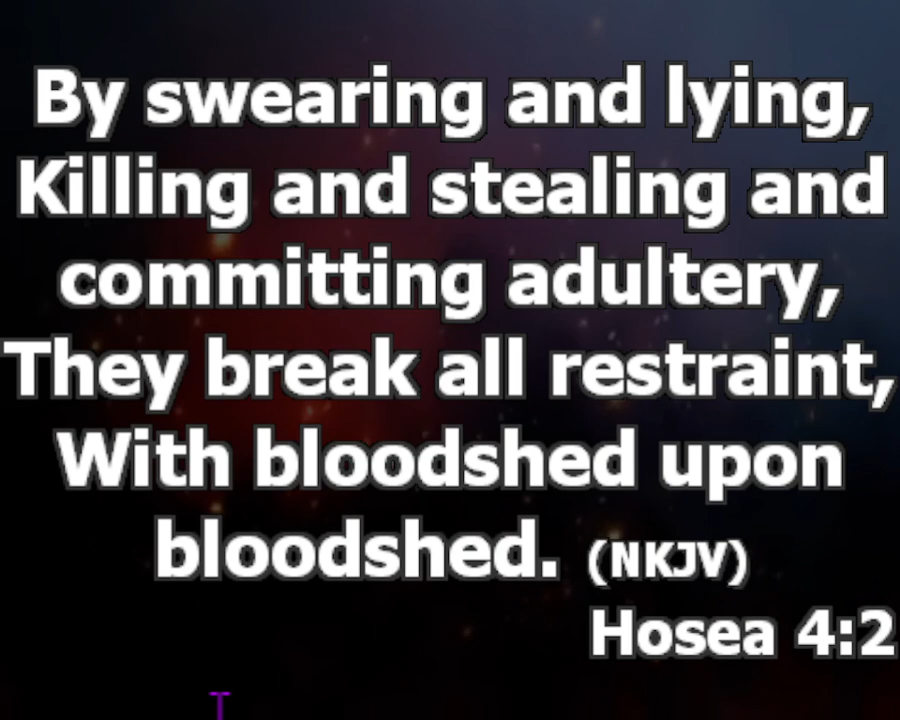 By swearing and lying,
Killing and stealing and
committing adultery,
They break all restraint,
With bloodshed upon
bloodshed. (NKJV)
Hosea 4:2
T